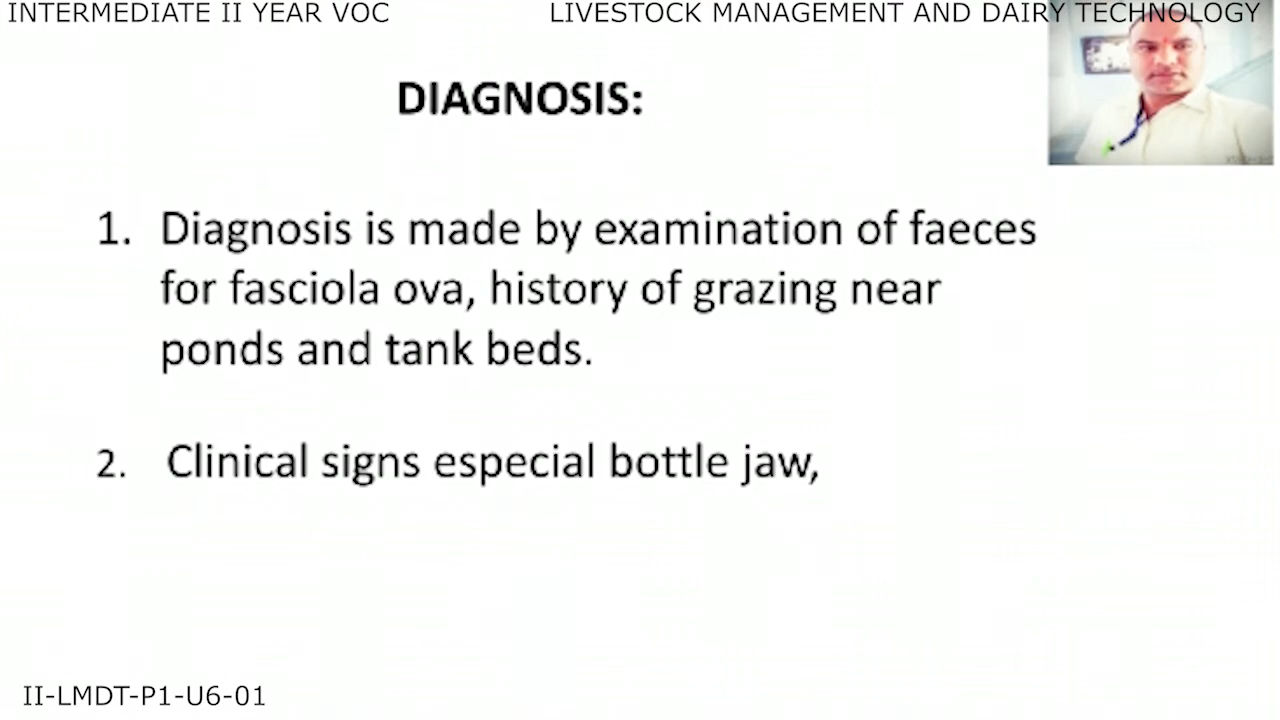 INTERMEDIATE II YEAR VOC
LIVESTOCK MANAGEMENT AND DAIRY TECHNOLOGY
DIAGNOSIS:
1. Diagnosis is made by examination of faeces
for fasciola ova, history of grazing near
ponds and tank beds.
2. Clinical signs especial bottle jaw,
II-LMDT-P1-U6-01